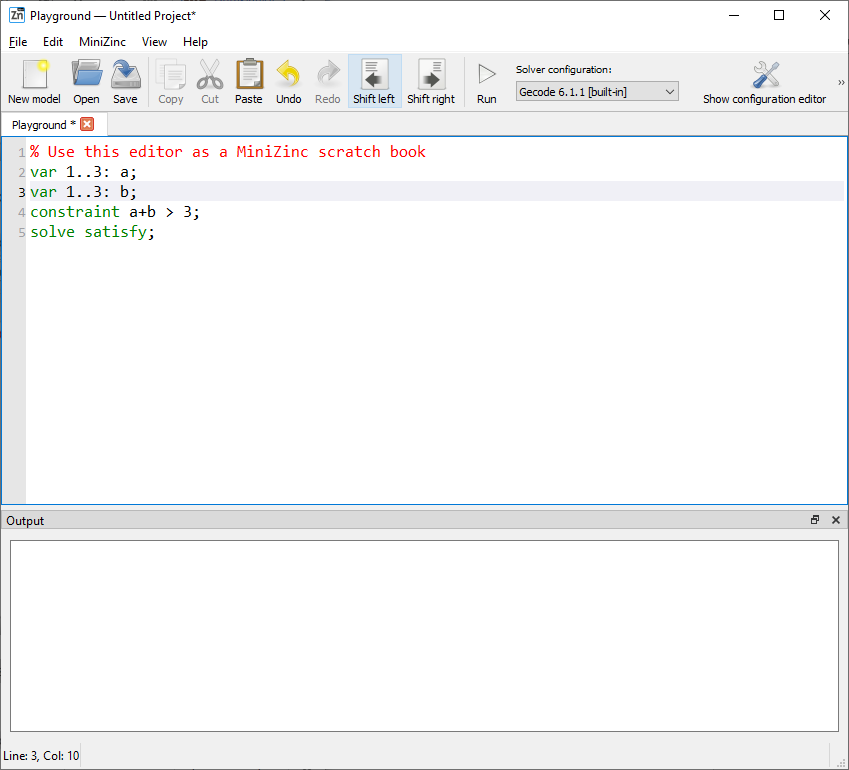 Zn Playground — Untitled Project*
File Edit MiniZinc View Help
Solver configuration:
Gecode 6.1.1 [built-in]
New model Open Save Copy Cut Paste Undo Redo Shift left Shift right Run Show configuration editor »
Playground *
1 % Use this editor as a MiniZinc scratch book
2 var 1..3: a;
3 var 1..3: b;
4 constraint a+b > 3;
5 solve satisfy;
Output
Line: 3, Col: 10